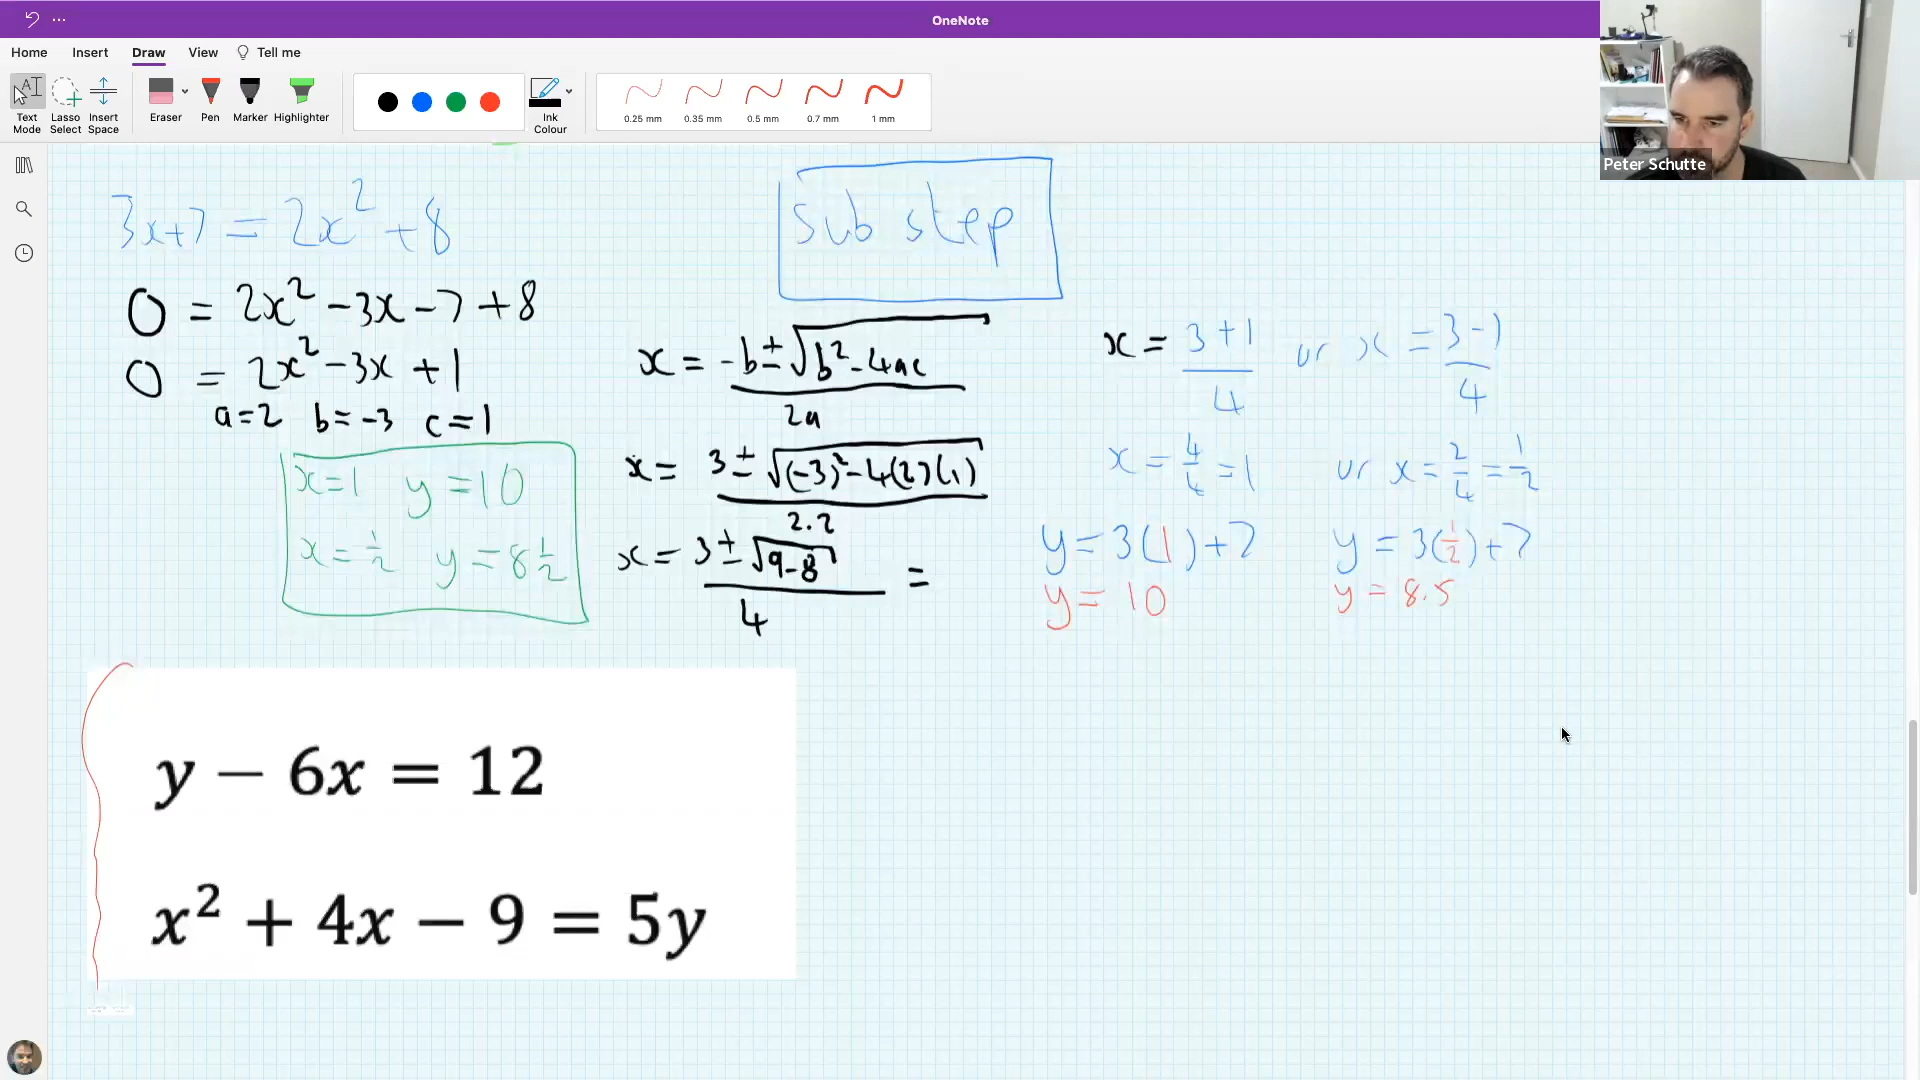 OneNote
Home Insert Draw View Tell me
Text Mode
Lasso Select
Insert Space
Eraser
Pen
Marker
Highlighter
Ink Colour
0.25 mm
0.35 mm
0.5 mm
0.7 mm
1 mm
Peter Schutte
3x+7 = 2x² + 8
0 = 2x² - 3x - 7 + 8
0 = 2x² - 3x + 1
a=2 b=-3 c=1
x=1 y=10
x=½ y=8½
sub step
x = -b ± √b² - 4ac / 2a
x = 3 ± √(-3)² - 4(2)(1) / 2.2
x = 3 ± √9-8 / 4 =
x = 3+1 / 4 or x = 3-1 / 4
x = 4/4 = 1 or x = 2/4 = 1/2
y = 3(1)+7 y = 3(1/2)+7
y = 10 y = 8.5
y − 6x = 12
x² + 4x − 9 = 5y